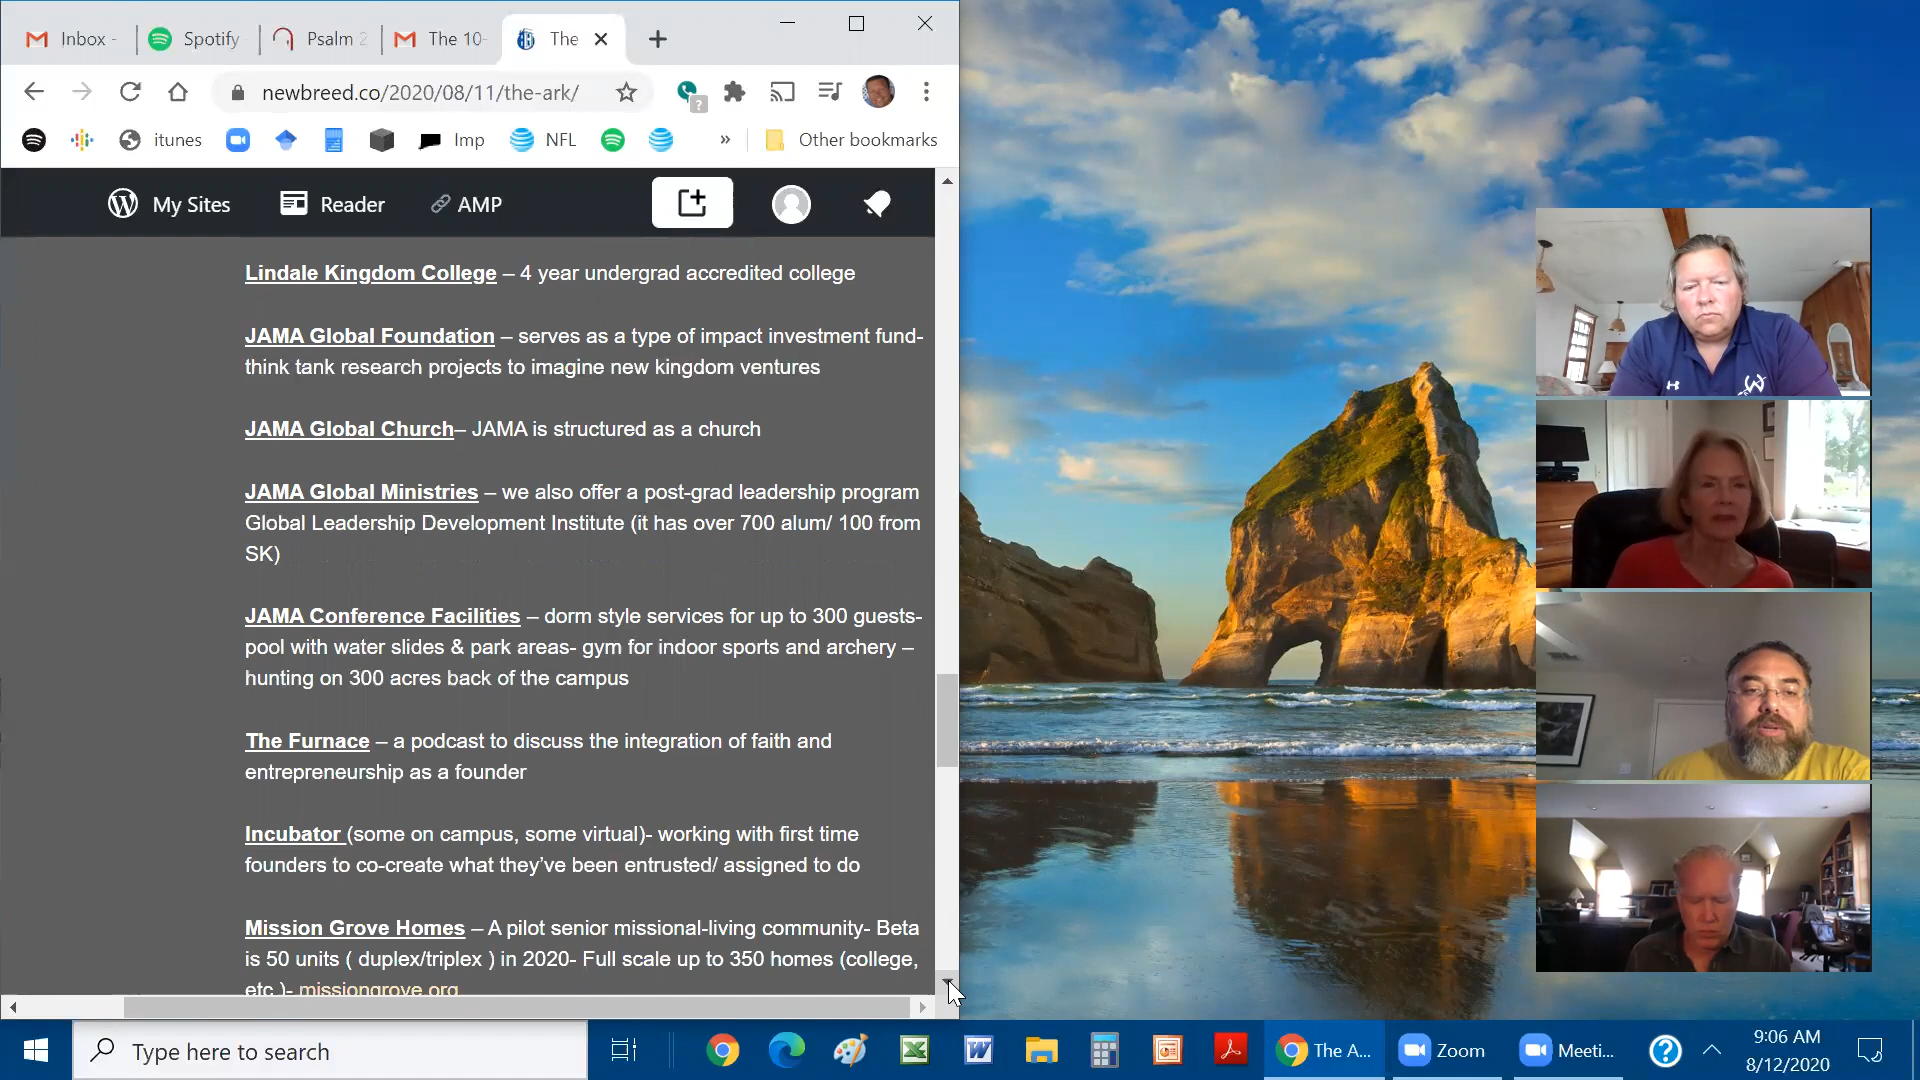 Inbox -
Spotify
Psalm 2
The 10-
The
newbreed.co/2020/08/11/the-ark/
itunes
Imp
NFL
»
Other bookmarks
My Sites
Reader
AMP
Lindale Kingdom College – 4 year undergrad accredited college
JAMA Global Foundation – serves as a type of impact investment fund-
think tank research projects to imagine new kingdom ventures
JAMA Global Church– JAMA is structured as a church
JAMA Global Ministries – we also offer a post-grad leadership program
Global Leadership Development Institute (it has over 700 alum/ 100 from
SK)
JAMA Conference Facilities – dorm style services for up to 300 guests-
pool with water slides & park areas- gym for indoor sports and archery –
hunting on 300 acres back of the campus
The Furnace – a podcast to discuss the integration of faith and
entrepreneurship as a founder
Incubator (some on campus, some virtual)- working with first time
founders to co-create what they’ve been entrusted/ assigned to do
Mission Grove Homes – A pilot senior missional-living community- Beta
is 50 units ( duplex/triplex ) in 2020- Full scale up to 350 homes (college,
etc )- missiongrove.org
Type here to search
The A...
Zoom
Meeti...
9:06 AM
8/12/2020